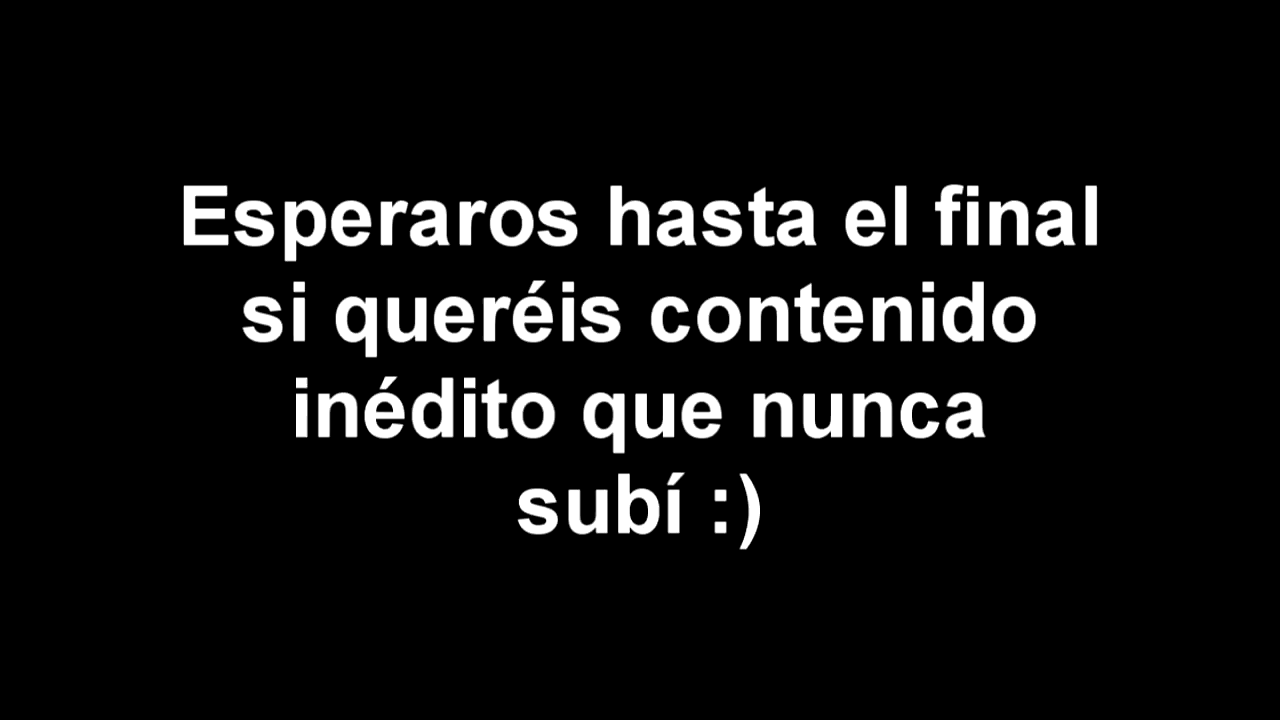 Esperaros hasta el final
si queréis contenido
inédito que nunca
subí :)